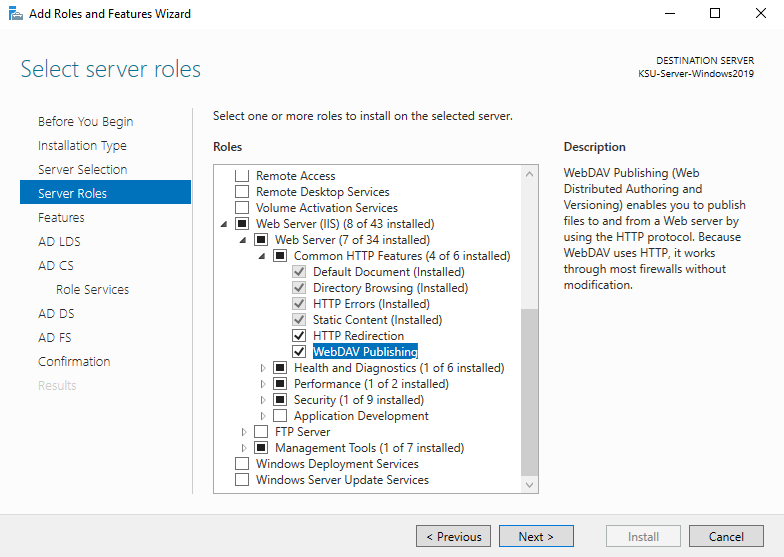 Add Roles and Features Wizard
Select server roles
DESTINATION SERVER
KSU-Server-Windows2019
Before You Begin
Installation Type
Server Selection
Server Roles
Features
AD LDS
AD CS
Role Services
AD DS
AD FS
Confirmation
Results
Select one or more roles to install on the selected server.
Roles
Remote Access
Remote Desktop Services
Volume Activation Services
Web Server (IIS) (8 of 43 installed)
Web Server (7 of 34 installed)
Common HTTP Features (4 of 6 installed)
Default Document (Installed)
Directory Browsing (Installed)
HTTP Errors (Installed)
Static Content (Installed)
HTTP Redirection
WebDAV Publishing
Health and Diagnostics (1 of 6 installed)
Performance (1 of 2 installed)
Security (1 of 9 installed)
Application Development
FTP Server
Management Tools (1 of 7 installed)
Windows Deployment Services
Windows Server Update Services
Description
WebDAV Publishing (Web
Distributed Authoring and
Versioning) enables you to publish
files to and from a Web server by
using the HTTP protocol. Because
WebDAV uses HTTP, it works
through most firewalls without
modification.
< Previous
Next >
Install
Cancel